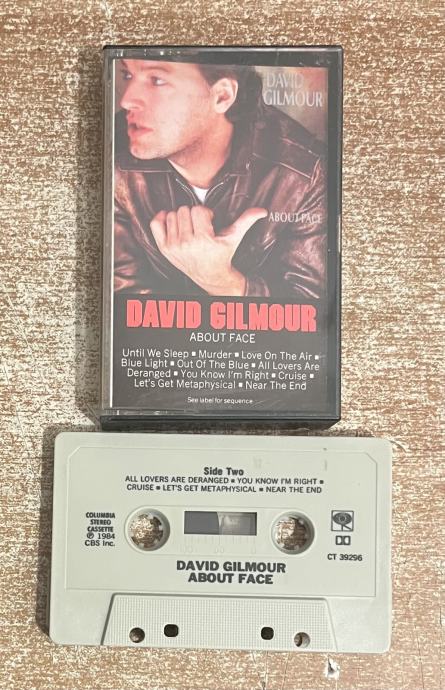 DAVID
GILMOUR
ABOUT FACE
DAVID GILMOUR
ABOUT FACE
Until We Sleep ▪ Murder ▪ Love On The Air ▪
Blue Light ▪ Out Of The Blue ▪ All Lovers Are
Deranged ▪ You Know I'm Right ▪ Cruise ▪
Let's Get Metaphysical ▪ Near The End
See label for sequence
Side Two
ALL LOVERS ARE DERANGED ▪ YOU KNOW I'M RIGHT ▪
CRUISE ▪ LET'S GET METAPHYSICAL ▪ NEAR THE END
COLUMBIA
STEREO
CASSETTE
℗ 1984
CBS Inc.
CT 39296
DAVID GILMOUR
ABOUT FACE